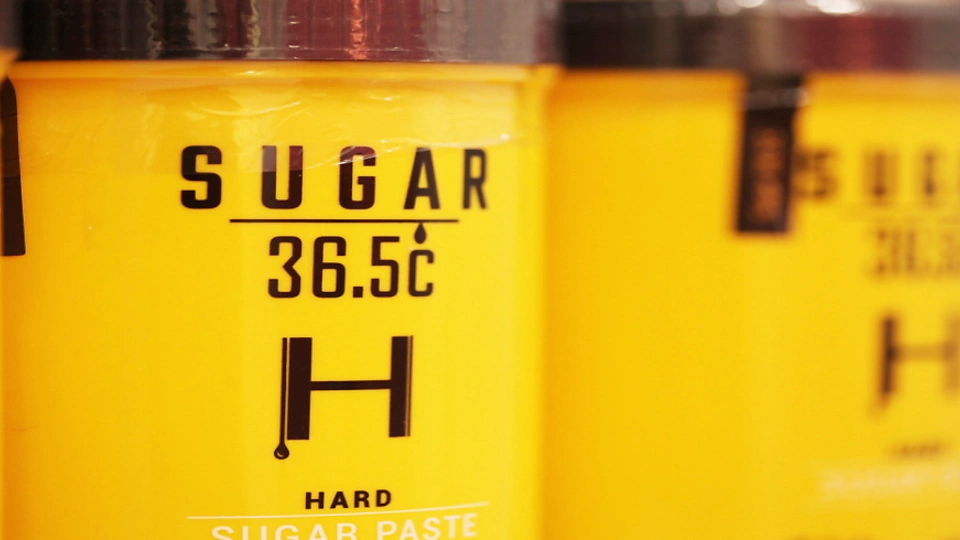 SUGAR
36.5C
H
HARD
SUGAR PASTE